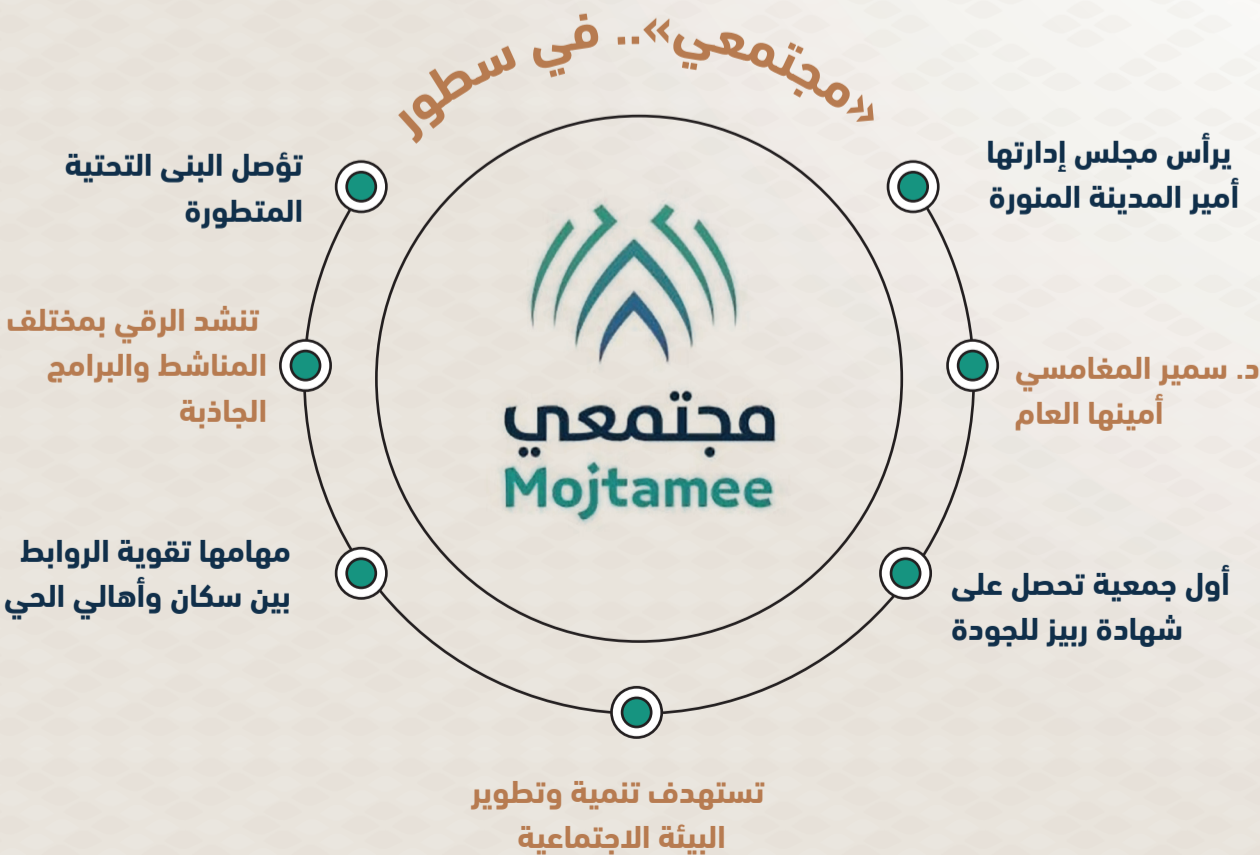 «مجتمعي».. في سطور
يرأس مجلس إدارتها
أمير المدينة المنورة
د. سمير المغامسي
أمينها العام
أول جمعية تحصل على
شهادة ربيز للجودة
تستهدف تنمية وتطوير
البيئة الاجتماعية
مهامها تقوية الروابط
بين سكان وأهالي الحي
تنشد الرقي بمختلف
المناشط والبرامج
الجاذبة
تؤصل البنى التحتية
المتطورة
مجتمعي
Mojtamee